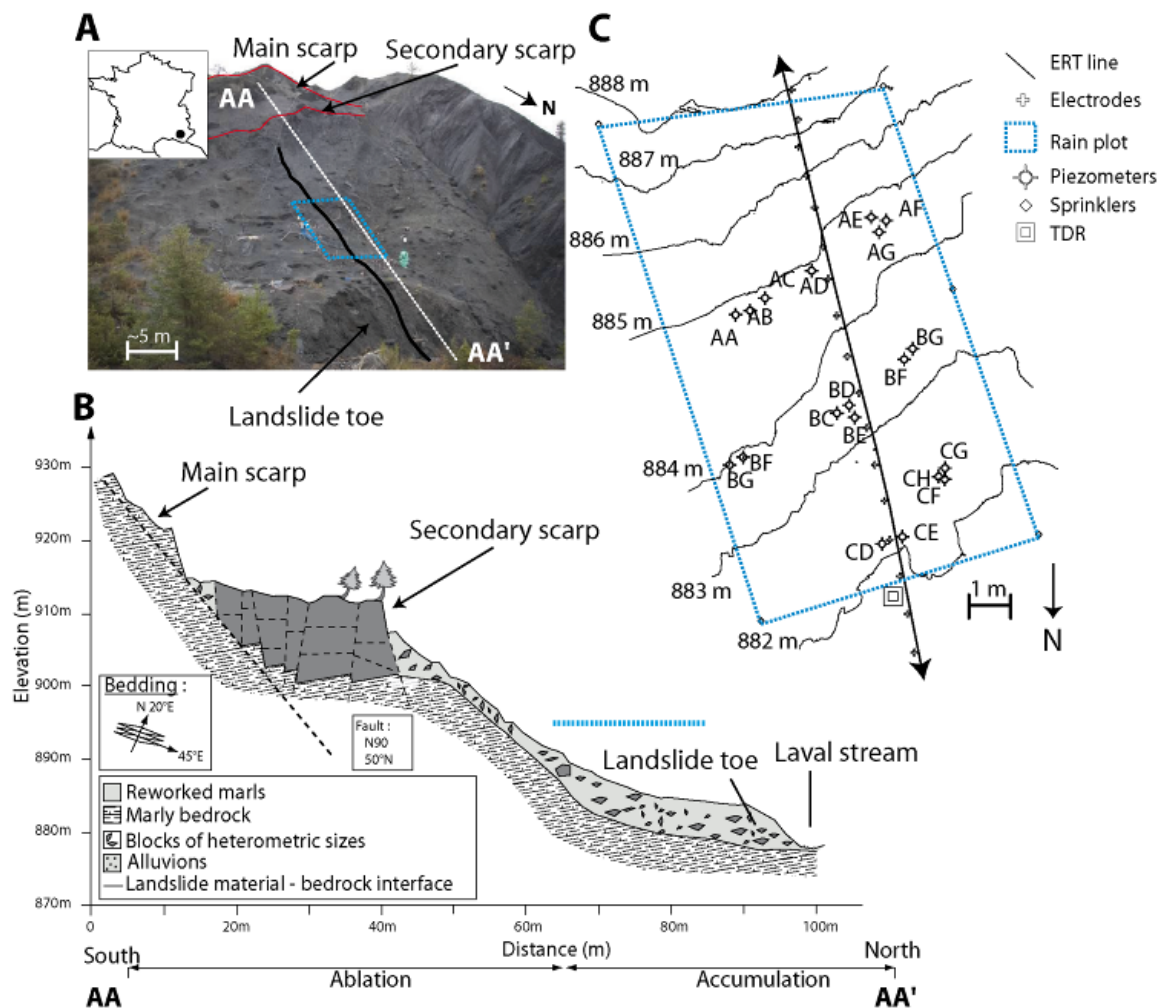 A
Main scarp
Secondary scarp
AA
N
~5 m
AA'
Landslide toe
B
Elevation (m)
930m
920m
910m
900m
890m
880m
870m
Main scarp
Secondary scarp
Landslide toe
Laval stream
Bedding :
N 20°E
45°E
Fault :
N90
50°N
Reworked marls
Marly bedrock
Blocks of heterometric sizes
Alluvions
Landslide material - bedrock interface
0
20m
40m
60m
80m
100m
Distance (m)
South
North
Ablation
Accumulation
AA
AA'
C
888 m
887 m
886 m
885 m
884 m
883 m
882 m
AE
AF
AG
AC
AD
AB
AA
BG
BF
BD
BC
BE
BF
BG
CG
CH
CF
CE
CD
1 m
N
ERT line
Electrodes
Rain plot
Piezometers
Sprinklers
TDR